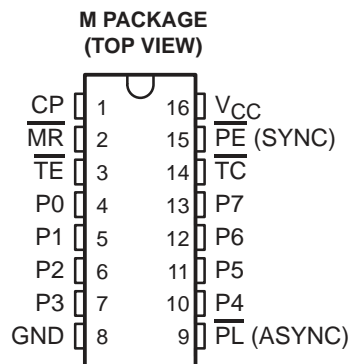 M PACKAGE
(TOP VIEW)
CP 1 16 VCC
MR 2 15 PE (SYNC)
TE 3 14 TC
P0 4 13 P7
P1 5 12 P6
P2 6 11 P5
P3 7 10 P4
GND 8 9 PL (ASYNC)